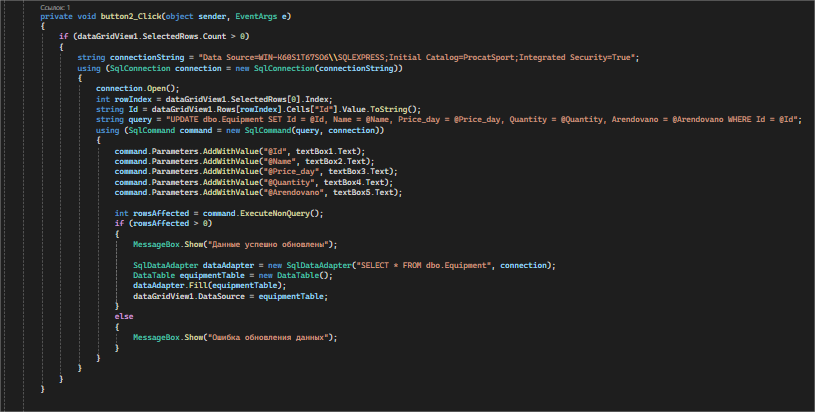 Ссылок: 1
private void button2_Click(object sender, EventArgs e)
{
if (dataGridView1.SelectedRows.Count > 0)
{
string connectionString = "Data Source=WIN-K60S1T67SO6\\SQLEXPRESS;Initial Catalog=ProcatSport;Integrated Security=True";
using (SqlConnection connection = new SqlConnection(connectionString))
{
connection.Open();
int rowIndex = dataGridView1.SelectedRows[0].Index;
string Id = dataGridView1.Rows[rowIndex].Cells["Id"].Value.ToString();
string query = "UPDATE dbo.Equipment SET Id = @Id, Name = @Name, Price_day = @Price_day, Quantity = @Quantity, Arendovano = @Arendovano WHERE Id = @Id";
using (SqlCommand command = new SqlCommand(query, connection))
{
command.Parameters.AddWithValue("@Id", textBox1.Text);
command.Parameters.AddWithValue("@Name", textBox2.Text);
command.Parameters.AddWithValue("@Price_day", textBox3.Text);
command.Parameters.AddWithValue("@Quantity", textBox4.Text);
command.Parameters.AddWithValue("@Arendovano", textBox5.Text);
int rowsAffected = command.ExecuteNonQuery();
if (rowsAffected > 0)
{
MessageBox.Show("Данные успешно обновлены");
SqlDataAdapter dataAdapter = new SqlDataAdapter("SELECT * FROM dbo.Equipment", connection);
DataTable equipmentTable = new DataTable();
dataAdapter.Fill(equipmentTable);
dataGridView1.DataSource = equipmentTable;
}
else
{
MessageBox.Show("Ошибка обновления данных");
}
}
}
}
}